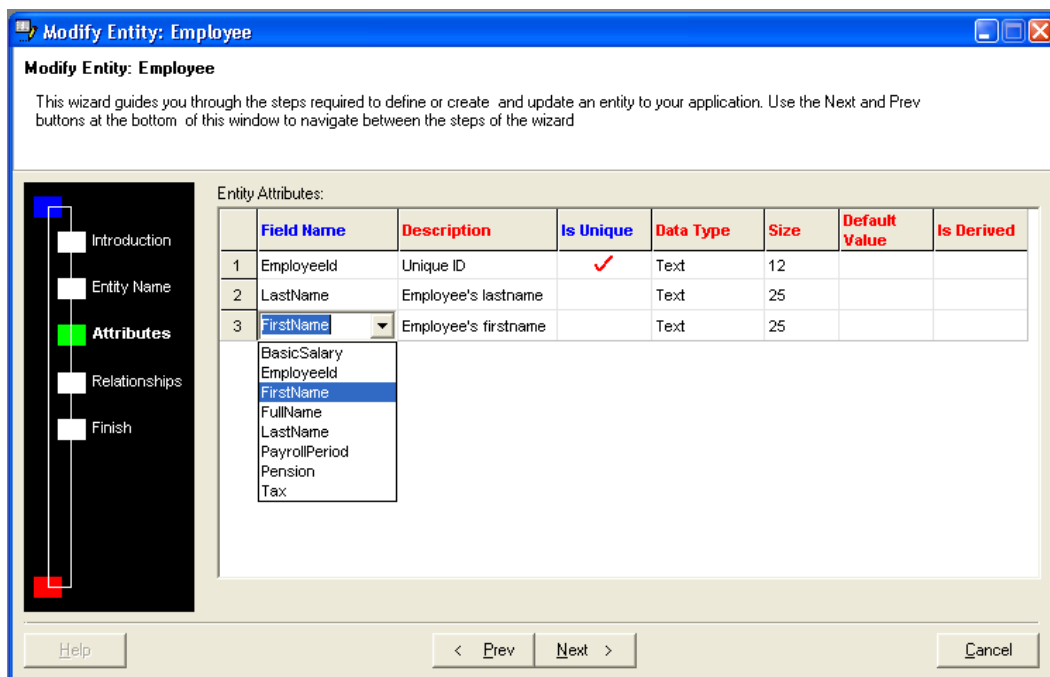 Modify Entity: Employee
Modify Entity: Employee
This wizard guides you through the steps required to define or create and update an entity to your application. Use the Next and Prev
buttons at the bottom of this window to navigate between the steps of the wizard
Introduction
Entity Name
Attributes
Relationships
Finish
Entity Attributes:
Field Name Description Is Unique Data Type Size Default Value Is Derived
1 EmployeeId Unique ID Text 12
2 LastName Employee's lastname Text 25
3 FirstName Employee's firstname Text 25
BasicSalary
EmployeeId
FirstName
FullName
LastName
PayrollPeriod
Pension
Tax
Help < Prev Next > Cancel